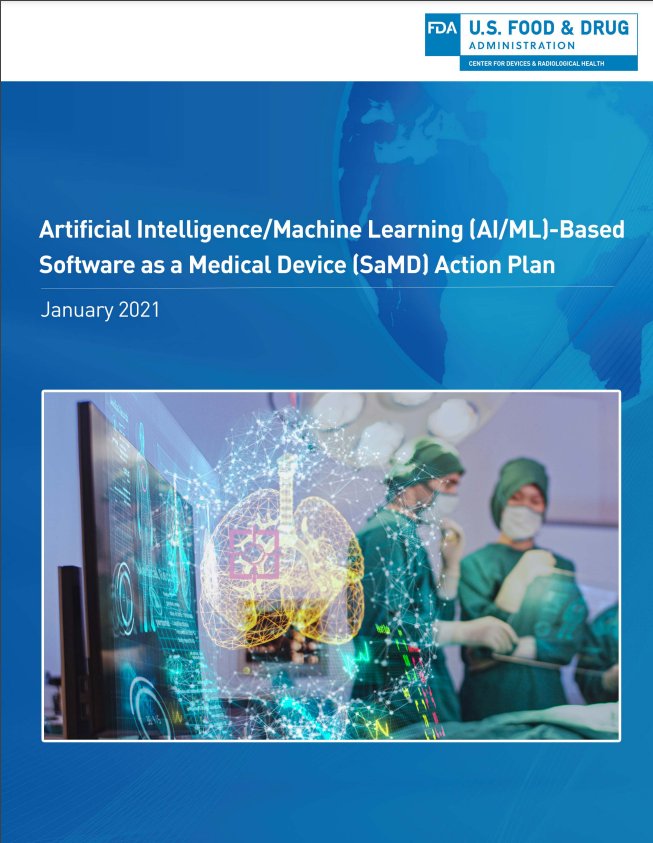 FDA U.S. FOOD & DRUG
ADMINISTRATION
CENTER FOR DEVICES & RADIOLOGICAL HEALTH
Artificial Intelligence/Machine Learning (AI/ML)-Based
Software as a Medical Device (SaMD) Action Plan
January 2021